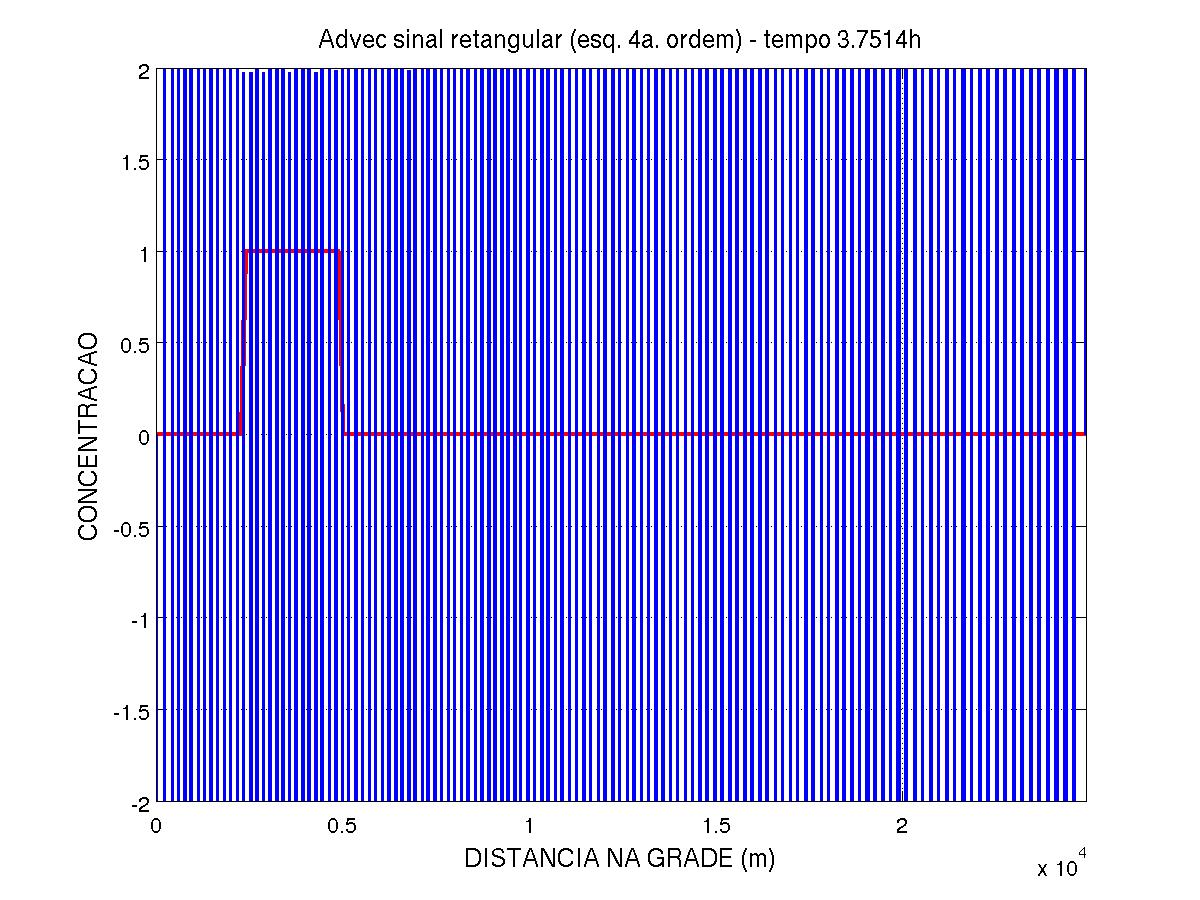 Advec sinal retangular (esq. 4a. ordem) - tempo 3.7514h
2
1.5
1
0.5
0
-0.5
-1
-1.5
-2
CONCENTRACAO
0 0.5 1 1.5 2
DISTANCIA NA GRADE (m)
x 10^4